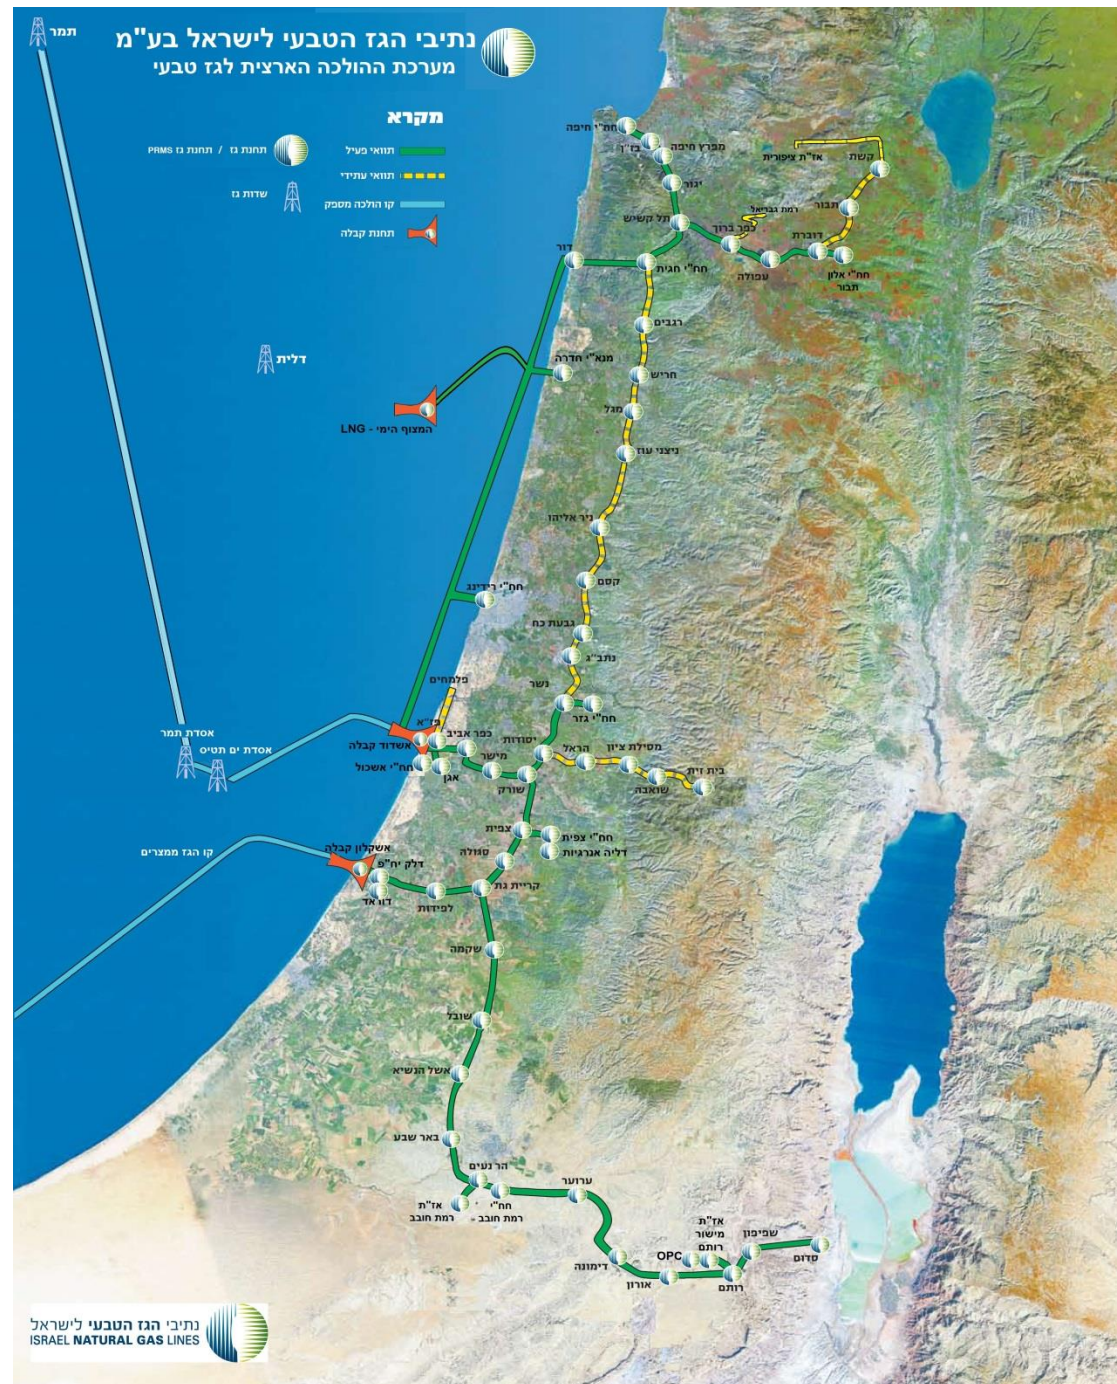 תמר
נתיבי הגז הטבעי לישראל בע"מ
מערכת ההולכה הארצית לגז טבעי
מקרא
תוואי פעיל
תחנת גז / תחנת גז PRMS
תוואי עתידי
שדות גז
קו הולכה מספק
תחנת קבלה
חח"י חיפה
בז"ן
מפרץ חיפה
אז"ת ציפורית
קשת
יגור
תבור
רמת גבריאל
תל קשיש
כפר ברוך
דוברת
דור
חח"י חגית
עפולה
חח"י אלון
תבור
רגבים
דלית
מנא"י חדרה
חריש
מגל
המצוף הימי - LNG
ניצני עוז
ניר אליהו
קסם
חח"י רידינג
גבעת כח
נתב"ג
פלמחים
נשר
חח"י גזר
פז"א
אסדת תמר
אסדת ים תטיס
אשדוד קבלה
כפר אביב
יסודות
הראל
מסילת ציון
בית זית
חח"י אשכול
אגן
מישר
שורק
שואבה
צפית
חח"י צפית
דליה אנרגיות
קו הגז ממצרים
אשקלון קבלה
סגולה
דלק יח"פ
דוראד
לפידות
קריית גת
שקמה
שובל
אשל הנשיא
באר שבע
הר נעים
אז"ת
רמת חובב
חח"י
רמת חובב -
ערוער
אז"ת
מישור
רותם
שפיפון
OPC
סדום
דימונה
אורון
רותם
נתיבי הגז הטבעי לישראל
ISRAEL NATURAL GAS LINES